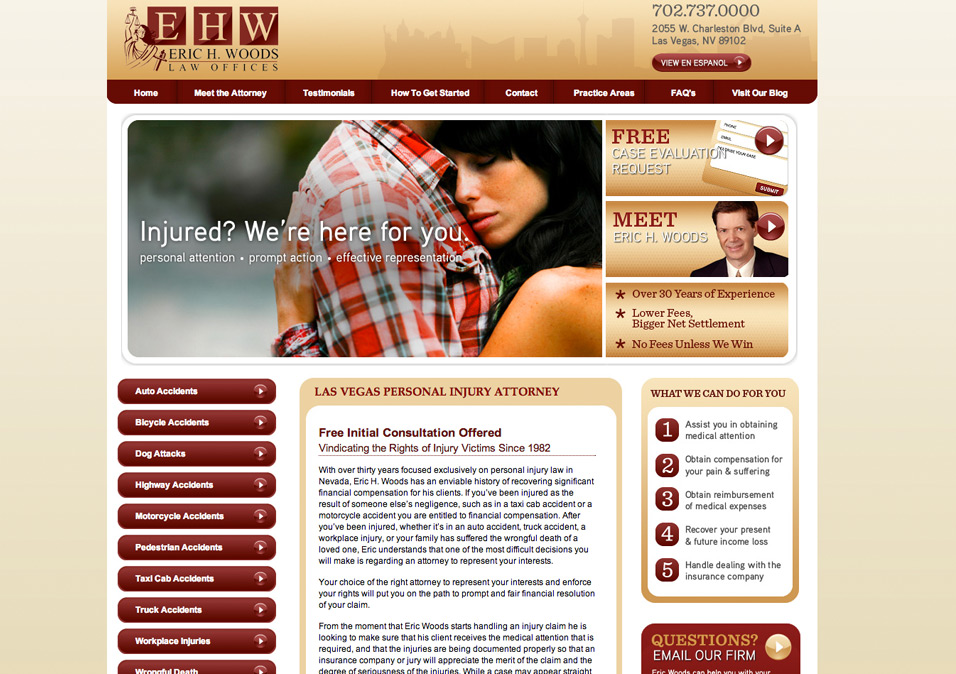 EHW
ERIC H. WOODS
LAW OFFICES
702.737.0000
2055 W. Charleston Blvd, Suite A
Las Vegas, NV 89102
VIEW EN ESPANOL
Home Meet the Attorney Testimonials How To Get Started Contact Practice Areas FAQ's Visit Our Blog
Injured? We're here for you.
personal attention • prompt action • effective representation
FREE
CASE EVALUATION
REQUEST
PHONE
EMAIL
DESCRIBE YOUR CASE
SUBMIT
MEET
ERIC H. WOODS
* Over 30 Years of Experience
* Lower Fees,
Bigger Net Settlement
* No Fees Unless We Win
Auto Accidents
Bicycle Accidents
Dog Attacks
Highway Accidents
Motorcycle Accidents
Pedestrian Accidents
Taxi Cab Accidents
Truck Accidents
Workplace Injuries
Wrongful Death
LAS VEGAS PERSONAL INJURY ATTORNEY
Free Initial Consultation Offered
Vindicating the Rights of Injury Victims Since 1982
With over thirty years focused exclusively on personal injury law in
Nevada, Eric H. Woods has an enviable history of recovering significant
financial compensation for his clients. If you've been injured as the
result of someone else's negligence, such as in a taxi cab accident or a
motorcycle accident you are entitled to financial compensation. After
you've been injured, whether it's in an auto accident, truck accident, a
workplace injury, or your family has suffered the wrongful death of a
loved one, Eric understands that one of the most difficult decisions you
will make is regarding an attorney to represent your interests.
Your choice of the right attorney to represent your interests and enforce
your rights will put you on the path to prompt and fair financial resolution
of your claim.
From the moment that Eric Woods starts handling an injury claim he is
looking to make sure that his client receives the medical attention that is
required, and that the injuries are being documented properly so that an
insurance company or jury will appreciate the merit of the claim and the
degree of seriousness of the injuries. While a case may appear straight
WHAT WE CAN DO FOR YOU
1 Assist you in obtaining
medical attention
2 Obtain compensation for
your pain & suffering
3 Obtain reimbursement
of medical expenses
4 Recover your present
& future income loss
5 Handle dealing with the
insurance company
QUESTIONS?
EMAIL OUR FIRM
Eric Woods can help you with your